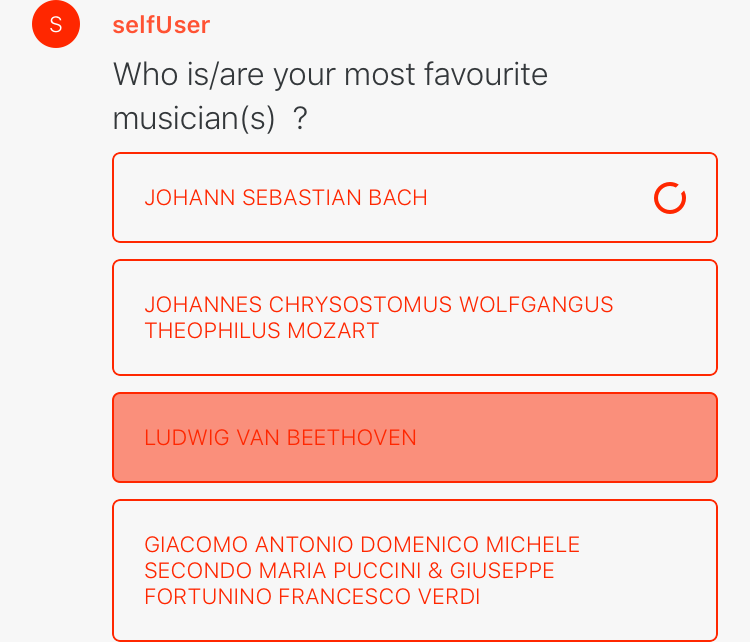 S
selfUser
Who is/are your most favourite
musician(s)  ?
JOHANN SEBASTIAN BACH
JOHANNES CHRYSOSTOMUS WOLFGANGUS
THEOPHILUS MOZART
LUDWIG VAN BEETHOVEN
GIACOMO ANTONIO DOMENICO MICHELE
SECONDO MARIA PUCCINI & GIUSEPPE
FORTUNINO FRANCESCO VERDI